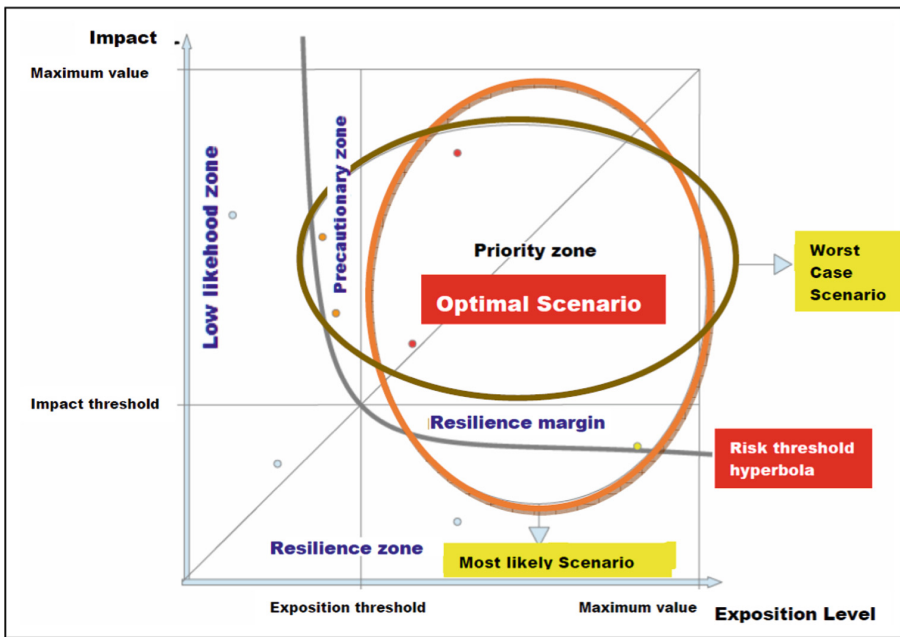 Impact
Maximum value
Low likehood zone
Precautionary zone
Priority zone
Optimal Scenario
Worst
Case
Scenario
Impact threshold
Resilience margin
Risk threshold
hyperbola
Resilience zone
Most likely Scenario
Exposition threshold
Maximum value
Exposition Level